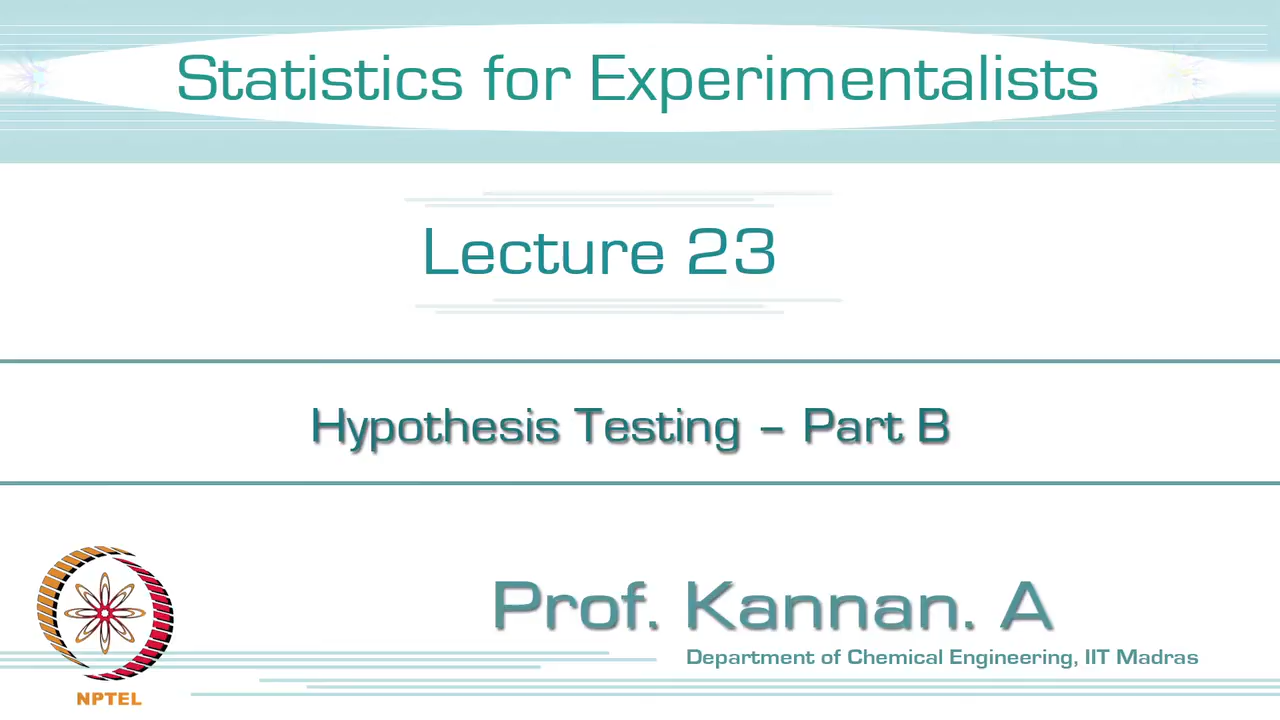 Statistics for Experimentalists
Lecture 23
Hypothesis Testing – Part B
Prof. Kannan. A
Department of Chemical Engineering, IIT Madras
NPTEL